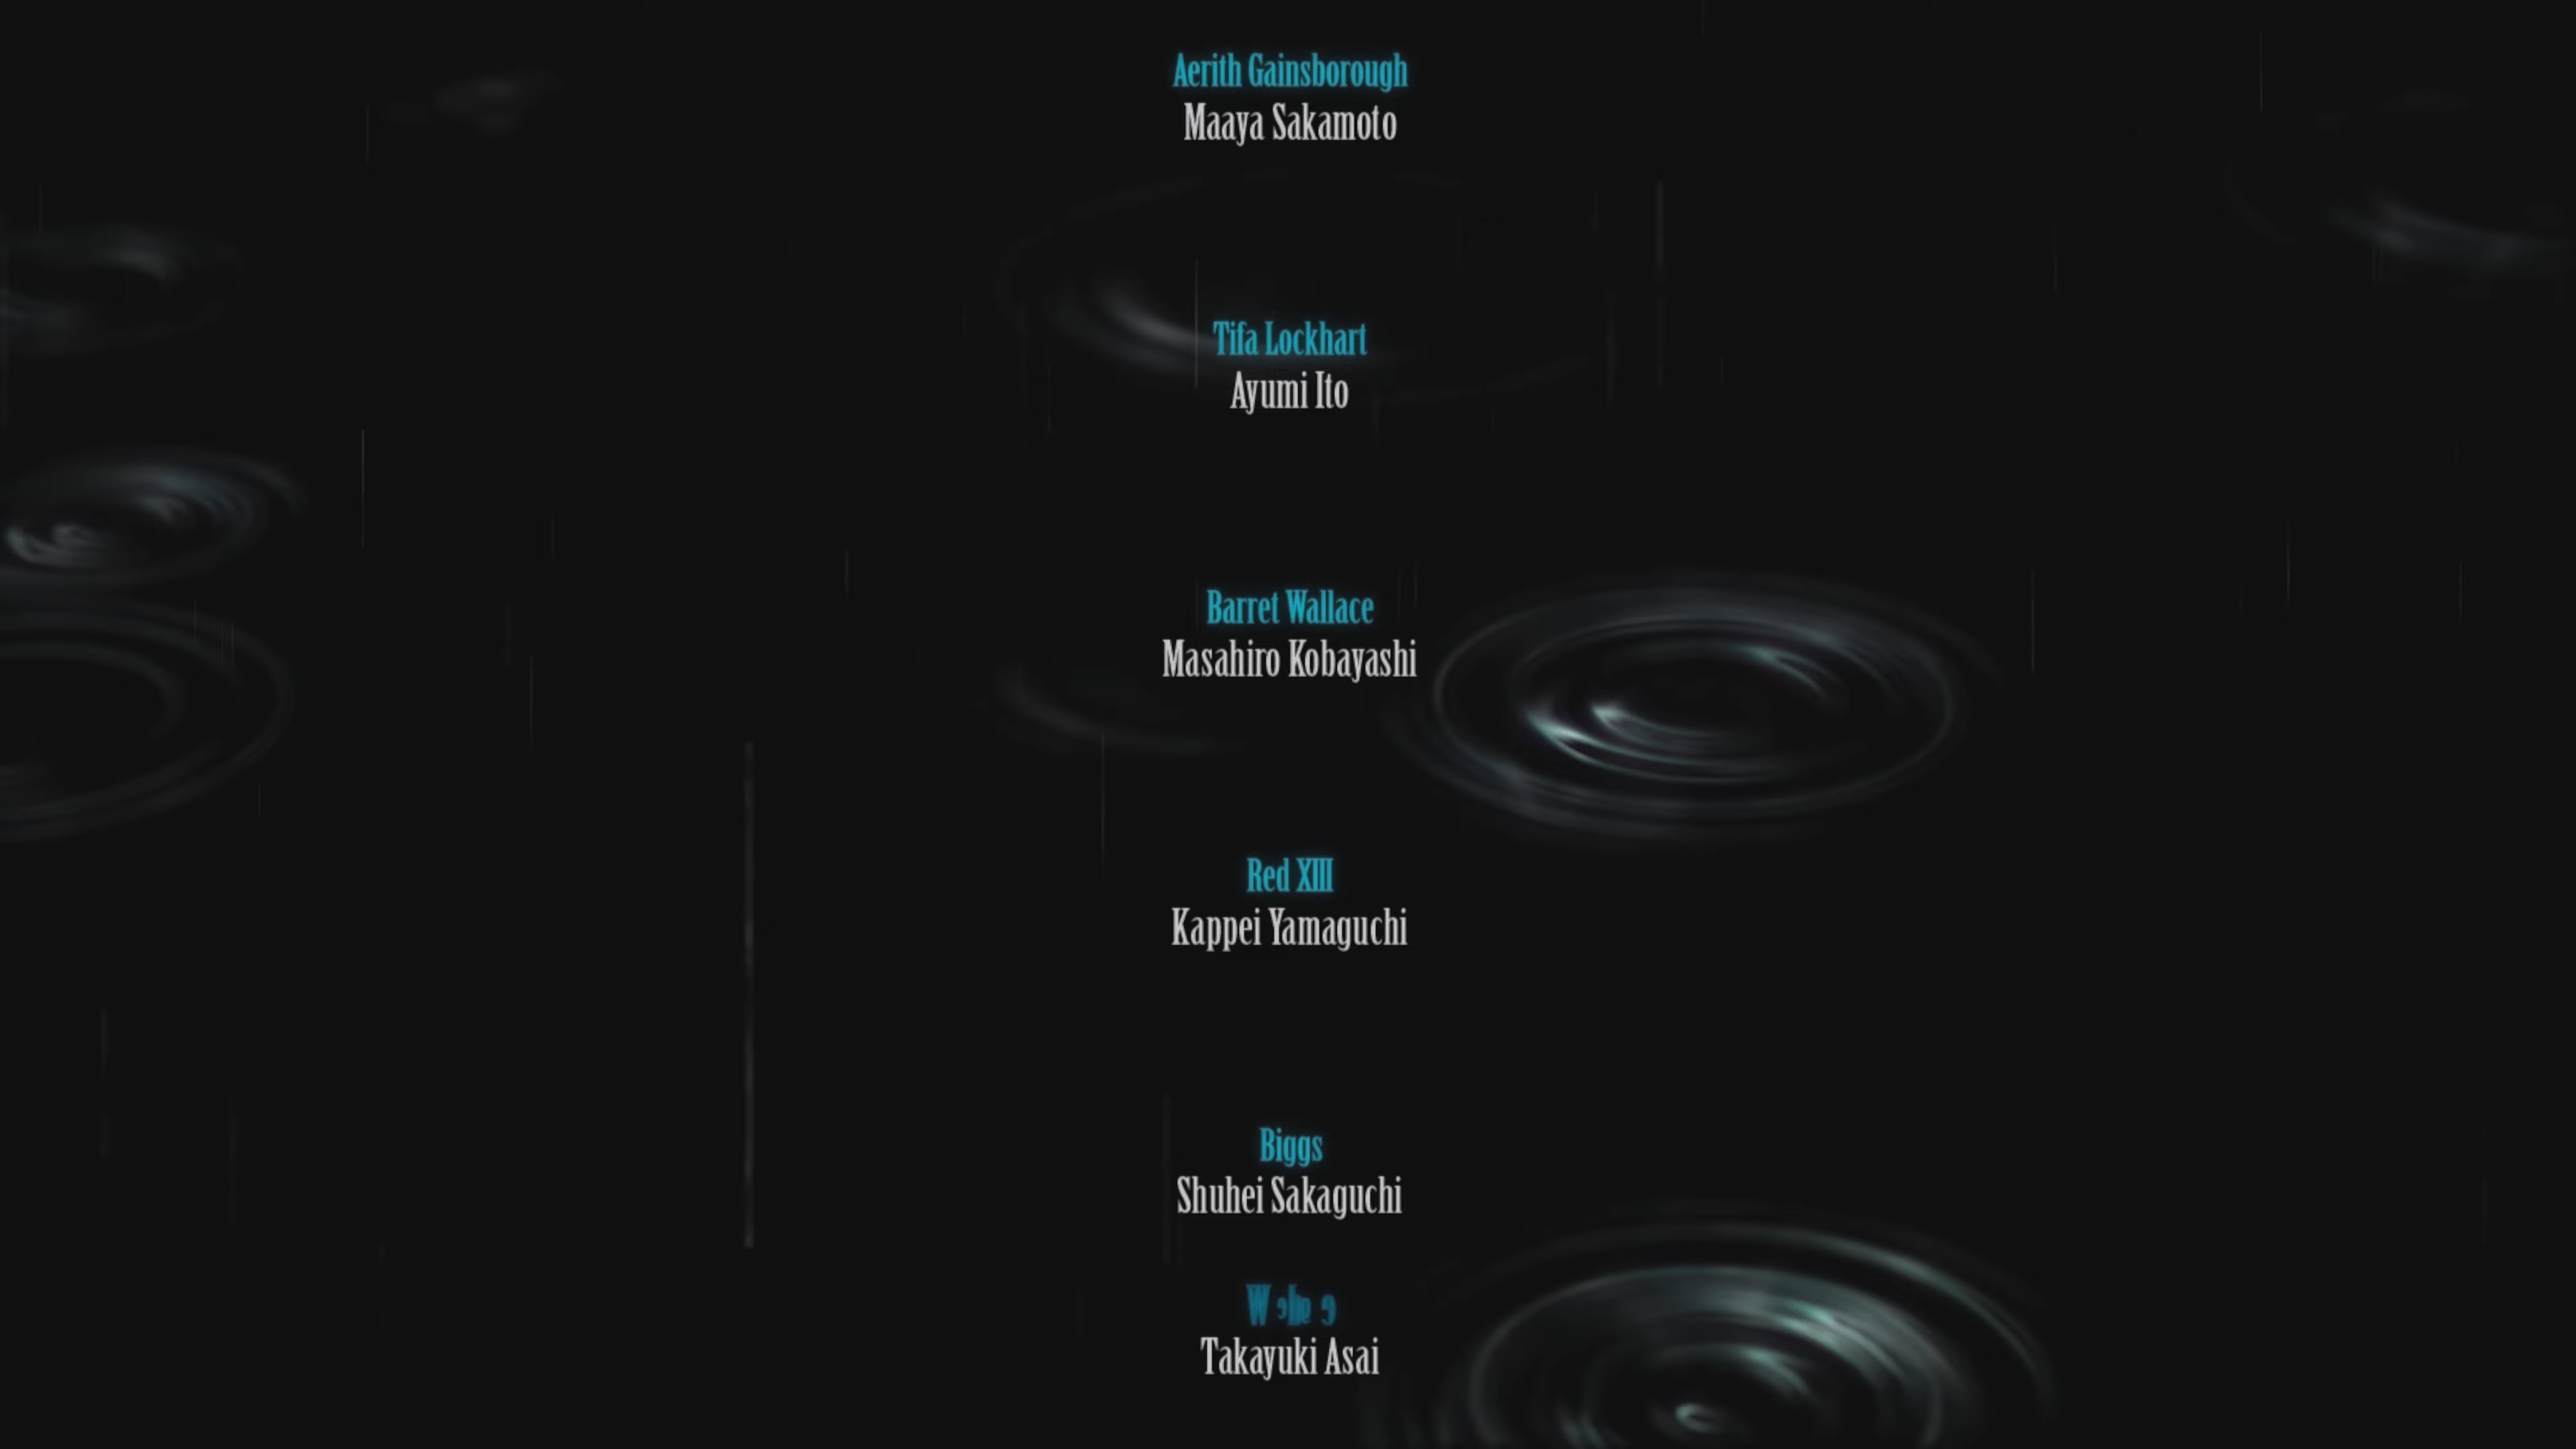 Aerith Gainsborough
Maaya Sakamoto
Tifa Lockhart
Ayumi Ito
Barret Wallace
Masahiro Kobayashi
Red XIII
Kappei Yamaguchi
Biggs
Shuhei Sakaguchi
Takayuki Asai